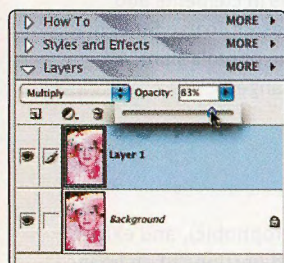 How To MORE
Styles and Effects MORE
Layers MORE
Multiply Opacity: 83%
Layer 1
Background